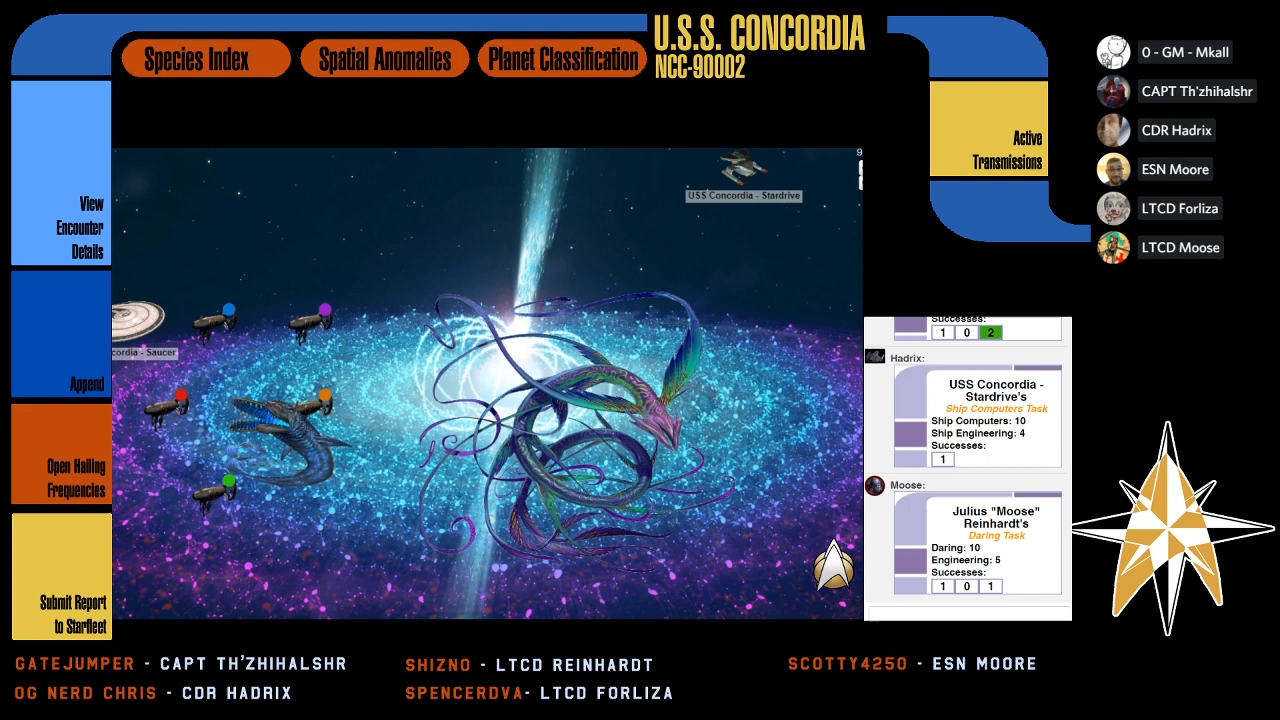 Species Index
Spatial Anomalies
Planet Classification
U.S.S. CONCORDIA
NCC-90002
View
Encounter
Details
Append
Open Hailing
Frequencies
Submit Report
to Starfleet
Active
Transmissions
0 - GM - Mkall
CAPT Th'zhihalshr
CDR Hadrix
ESN Moore
LTCD Forliza
LTCD Moose
9
USS Concordia - Stardrive
cordia - Saucer
Successes:
1 0 2
Hadrix:
USS Concordia -
Stardrive's
Ship Computers Task
Ship Computers: 10
Ship Engineering: 4
Successes:
1
Moose:
Julius "Moose"
Reinhardt's
Daring Task
Daring: 10
Engineering: 5
Successes:
1 0 1
GATEJUMPER - CAPT TH'ZHIHALSHR
SHIZNO - LTCD REINHARDT
SCOTTY4250 - ESN MOORE
OG NERD CHRIS - CDR HADRIX
SPENCERDVA- LTCD FORLIZA